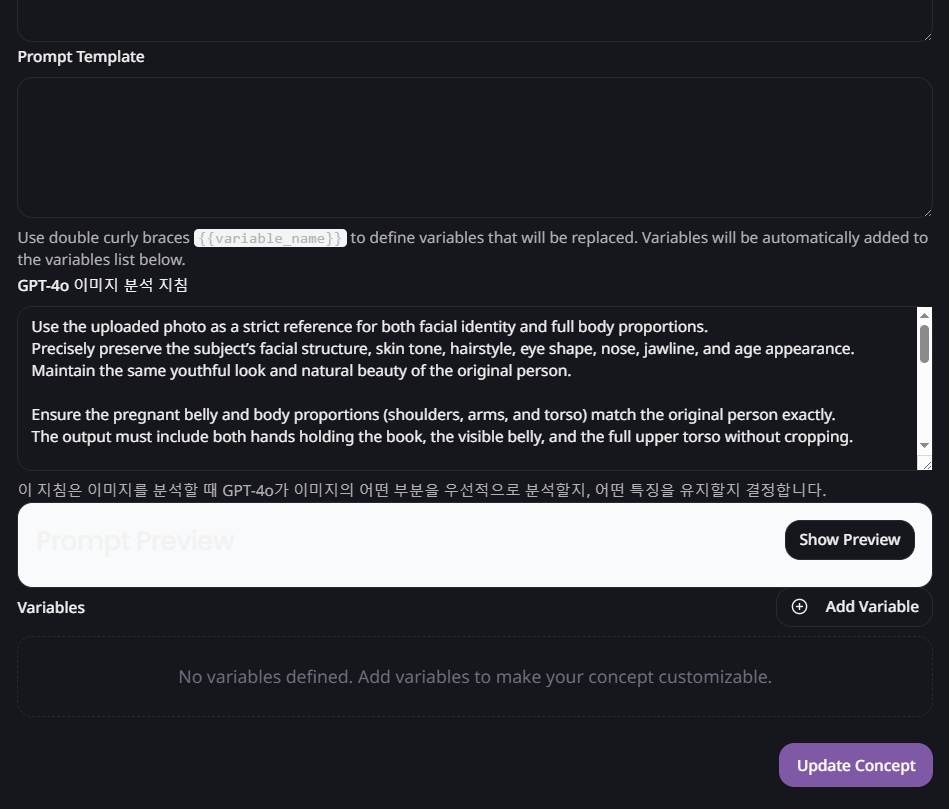 Prompt Template
Use double curly braces {{variable_name}} to define variables that will be replaced. Variables will be automatically added to
the variables list below.
GPT-4o 이미지 분석 지침
Use the uploaded photo as a strict reference for both facial identity and full body proportions.
Precisely preserve the subject’s facial structure, skin tone, hairstyle, eye shape, nose, jawline, and age appearance.
Maintain the same youthful look and natural beauty of the original person.
Ensure the pregnant belly and body proportions (shoulders, arms, and torso) match the original person exactly.
The output must include both hands holding the book, the visible belly, and the full upper torso without cropping.
이 지침은 이미지를 분석할 때 GPT-4o가 이미지의 어떤 부분을 우선적으로 분석할지, 어떤 특징을 유지할지 결정합니다.
Prompt Preview
Show Preview
Variables
Add Variable
No variables defined. Add variables to make your concept customizable.
Update Concept